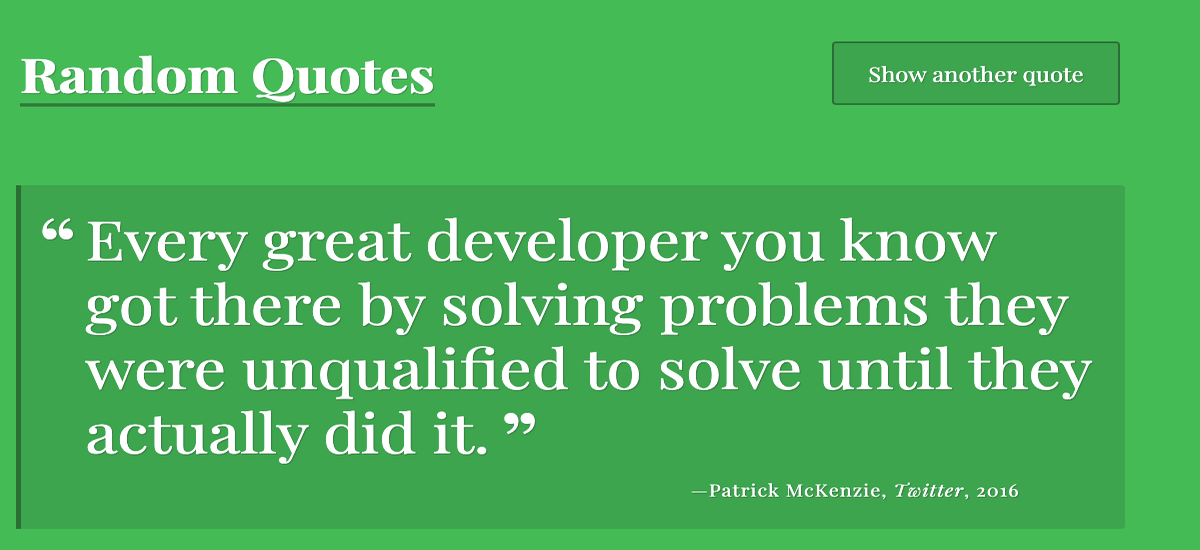 Random Quotes
Show another quote
“ Every great developer you know
got there by solving problems they
were unqualified to solve until they
actually did it. ”
—Patrick McKenzie, Twitter, 2016